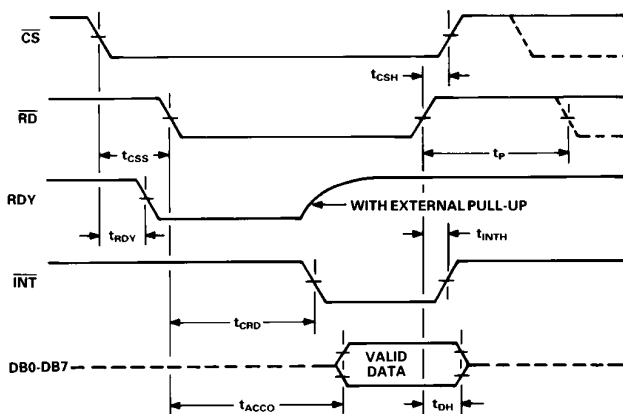 CS
tCSH
RD
tCSS
tP
RDY
WITH EXTERNAL PULL-UP
tRDY
tINTH
INT
tCRD
DB0-DB7
VALID
DATA
tACCO
tDH